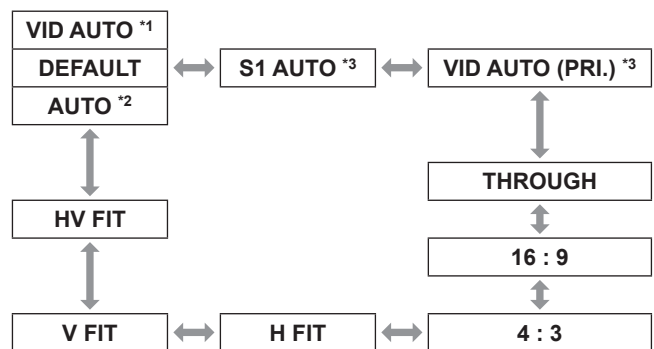 VID AUTO *1
DEFAULT
AUTO *2
S1 AUTO *3
VID AUTO (PRI.) *3
THROUGH
16 : 9
4 : 3
H FIT
V FIT
HV FIT